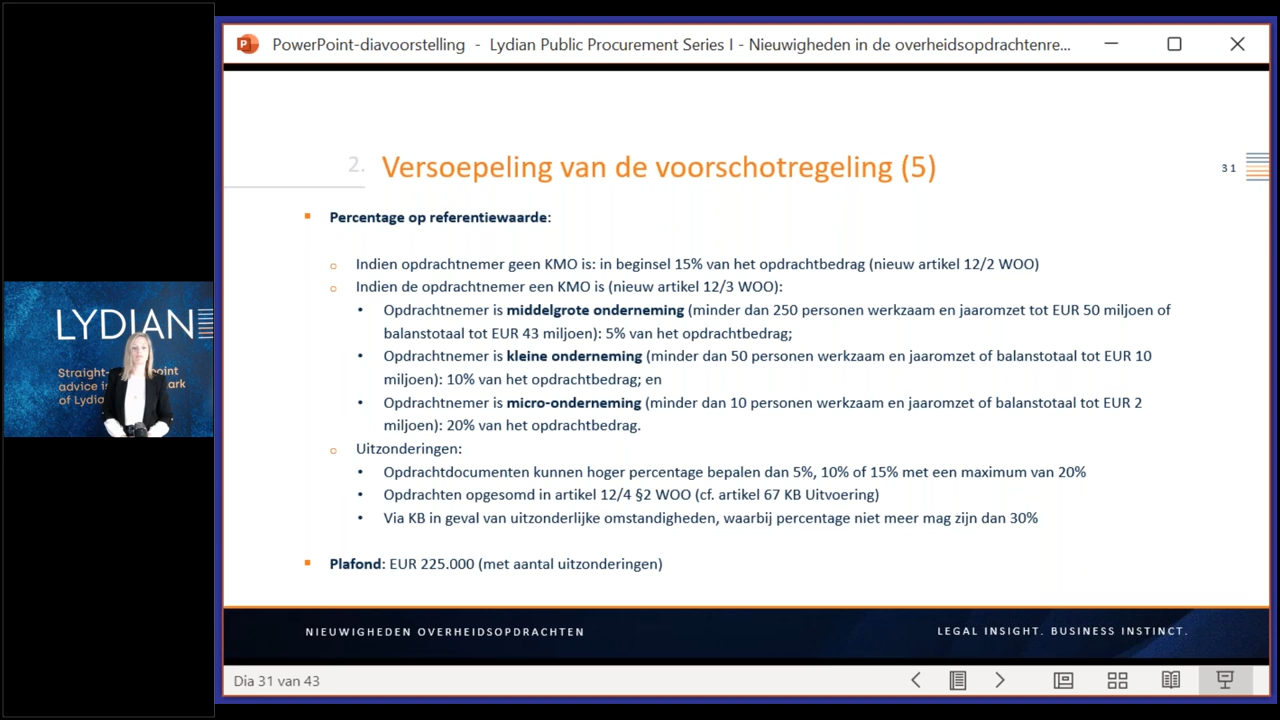 PowerPoint-diavoorstelling - Lydian Public Procurement Series I - Nieuwigheden in de overheidsopdrachtenre...
2. Versoepeling van de voorschotregeling (5)
31
Percentage op referentiewaarde:
Indien opdrachtnemer geen KMO is: in beginsel 15% van het opdrachtbedrag (nieuw artikel 12/2 WOO)
Indien de opdrachtnemer een KMO is (nieuw artikel 12/3 WOO):
Opdrachtnemer is middelgrote onderneming (minder dan 250 personen werkzaam en jaaromzet tot EUR 50 miljoen of
balanstotaal tot EUR 43 miljoen): 5% van het opdrachtbedrag;
Opdrachtnemer is kleine onderneming (minder dan 50 personen werkzaam en jaaromzet of balanstotaal tot EUR 10
miljoen): 10% van het opdrachtbedrag; en
Opdrachtnemer is micro-onderneming (minder dan 10 personen werkzaam en jaaromzet of balanstotaal tot EUR 2
miljoen): 20% van het opdrachtbedrag.
Uitzonderingen:
Opdrachtdocumenten kunnen hoger percentage bepalen dan 5%, 10% of 15% met een maximum van 20%
Opdrachten opgesomd in artikel 12/4 §2 WOO (cf. artikel 67 KB Uitvoering)
Via KB in geval van uitzonderlijke omstandigheden, waarbij percentage niet meer mag zijn dan 30%
Plafond: EUR 225.000 (met aantal uitzonderingen)
NIEUWIGHEDEN OVERHEIDSOPDRACHTEN
LEGAL INSIGHT. BUSINESS INSTINCT.
Dia 31 van 43
LYDIAN
Straight- point
advice i ark
of Lydia